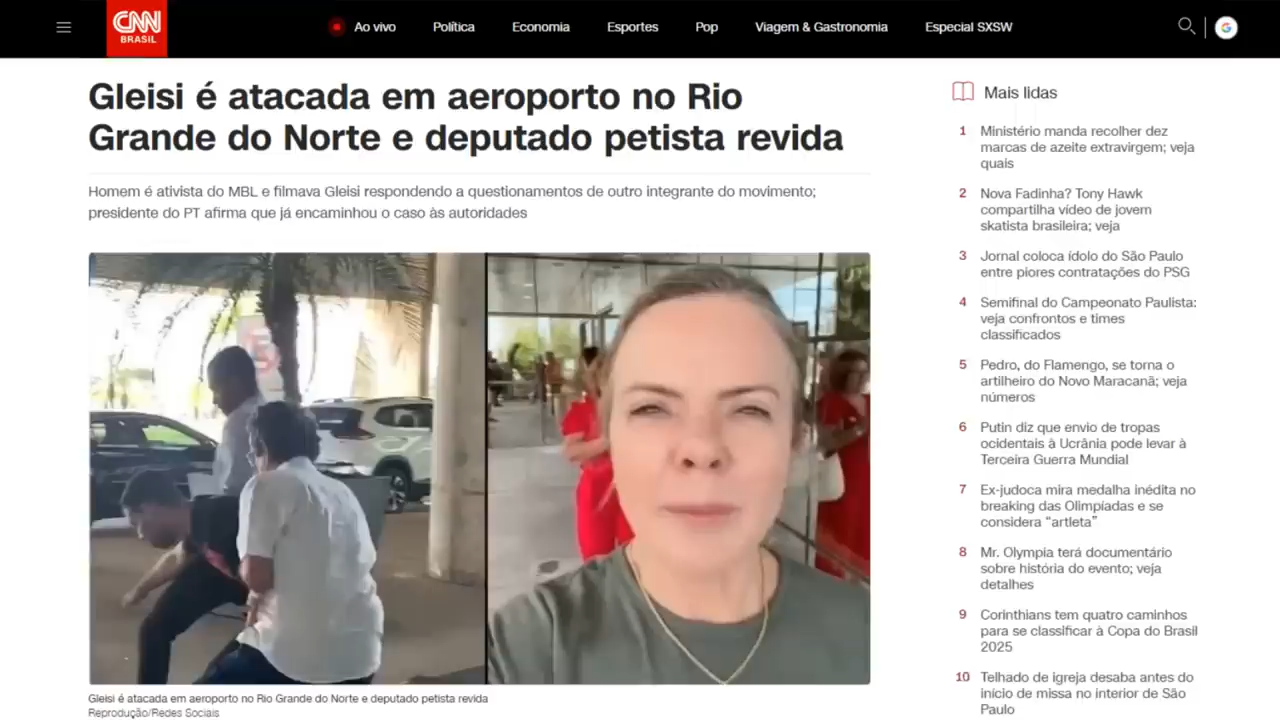 CNN
BRASIL
Ao vivo
Política
Economia
Esportes
Pop
Viagem & Gastronomia
Especial SXSW
Gleisi é atacada em aeroporto no Rio
Grande do Norte e deputado petista revida
Homem é ativista do MBL e filmava Gleisi respondendo a questionamentos de outro integrante do movimento;
presidente do PT afirma que já encaminhou o caso às autoridades
Gleisi é atacada em aeroporto no Rio Grande do Norte e deputado petista revida
Reprodução/Redes Sociais
Mais lidas
1 Ministério manda recolher dez
marcas de azeite extravirgem; veja
quais
2 Nova Fadinha? Tony Hawk
compartilha vídeo de jovem
skatista brasileira; veja
3 Jornal coloca ídolo do São Paulo
entre piores contratações do PSG
4 Semifinal do Campeonato Paulista:
veja confrontos e times
classificados
5 Pedro, do Flamengo, se torna o
artilheiro do Novo Maracanã; veja
números
6 Putin diz que envio de tropas
ocidentais à Ucrânia pode levar à
Terceira Guerra Mundial
7 Ex-judoca mira medalha inédita no
breaking das Olimpíadas e se
considera “artleta”
8 Mr. Olympia terá documentário
sobre história do evento; veja
detalhes
9 Corinthians tem quatro caminhos
para se classificar à Copa do Brasil
2025
10 Telhado de igreja desaba antes do
início de missa no interior de São
Paulo